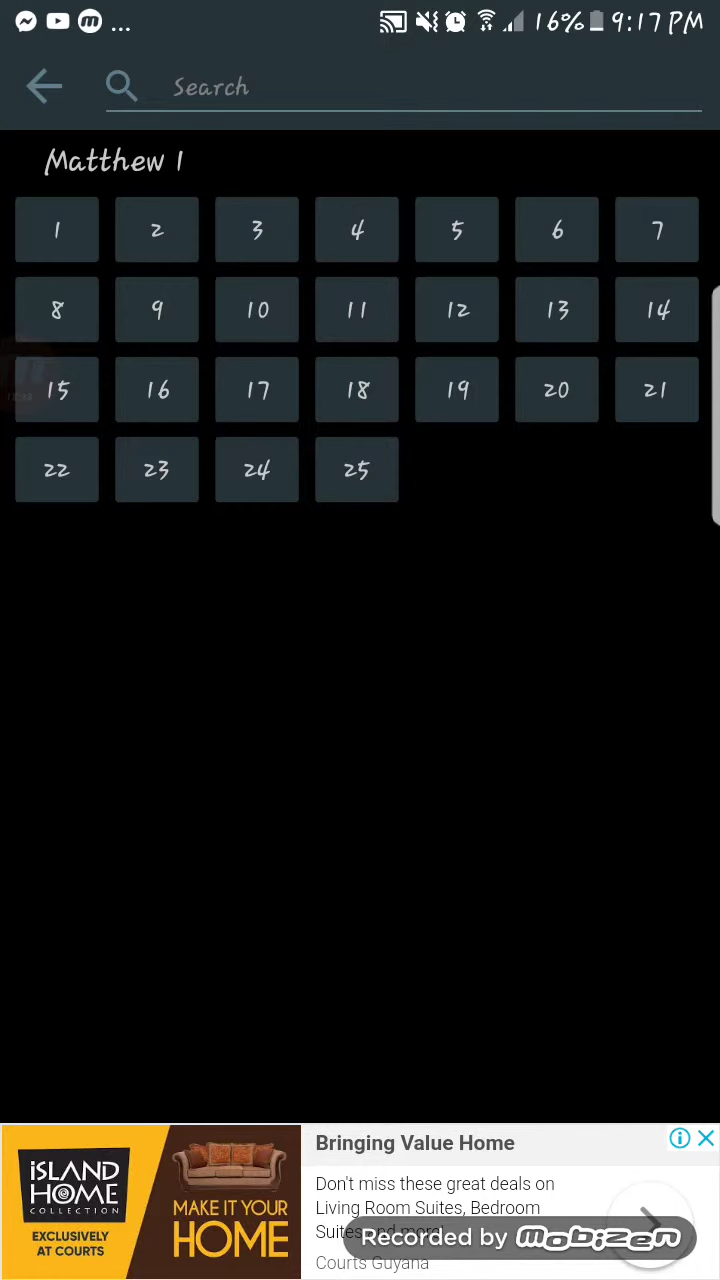 ... 16% 9:17 PM
Search
Matthew 1
1 2 3 4 5 6 7
8 9 10 11 12 13 14
15 16 17 18 19 20 21
22 23 24 25
iSLAND
HOME
COLLECTION
EXCLUSIVELY
AT COURTS
MAKE IT YOUR
HOME
Bringing Value Home
Don't miss these great deals on
Living Room Suites, Bedroom
Suites and more!
Courts Guyana
Recorded by mobizen